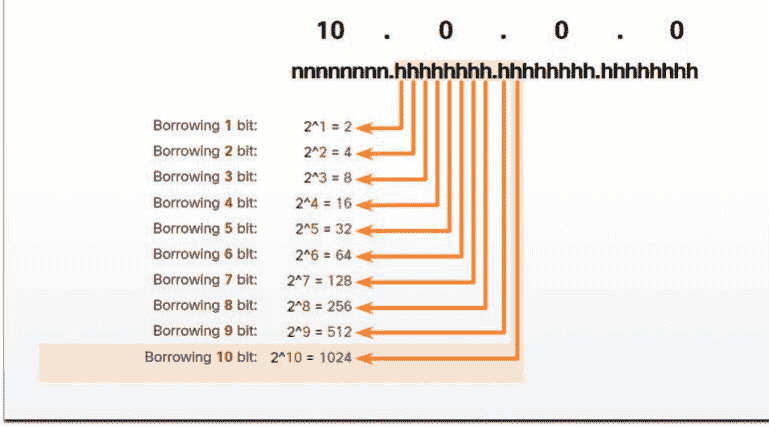 10 . 0 . 0 . 0
nnnnnnnn.hhhhhhhh.hhhhhhhh.hhhhhhhh
Borrowing 1 bit: 2^1 = 2
Borrowing 2 bit: 2^2 = 4
Borrowing 3 bit: 2^3 = 8
Borrowing 4 bit: 2^4 = 16
Borrowing 5 bit: 2^5 = 32
Borrowing 6 bit: 2^6 = 64
Borrowing 7 bit: 2^7 = 128
Borrowing 8 bit: 2^8 = 256
Borrowing 9 bit: 2^9 = 512
Borrowing 10 bit: 2^10 = 1024